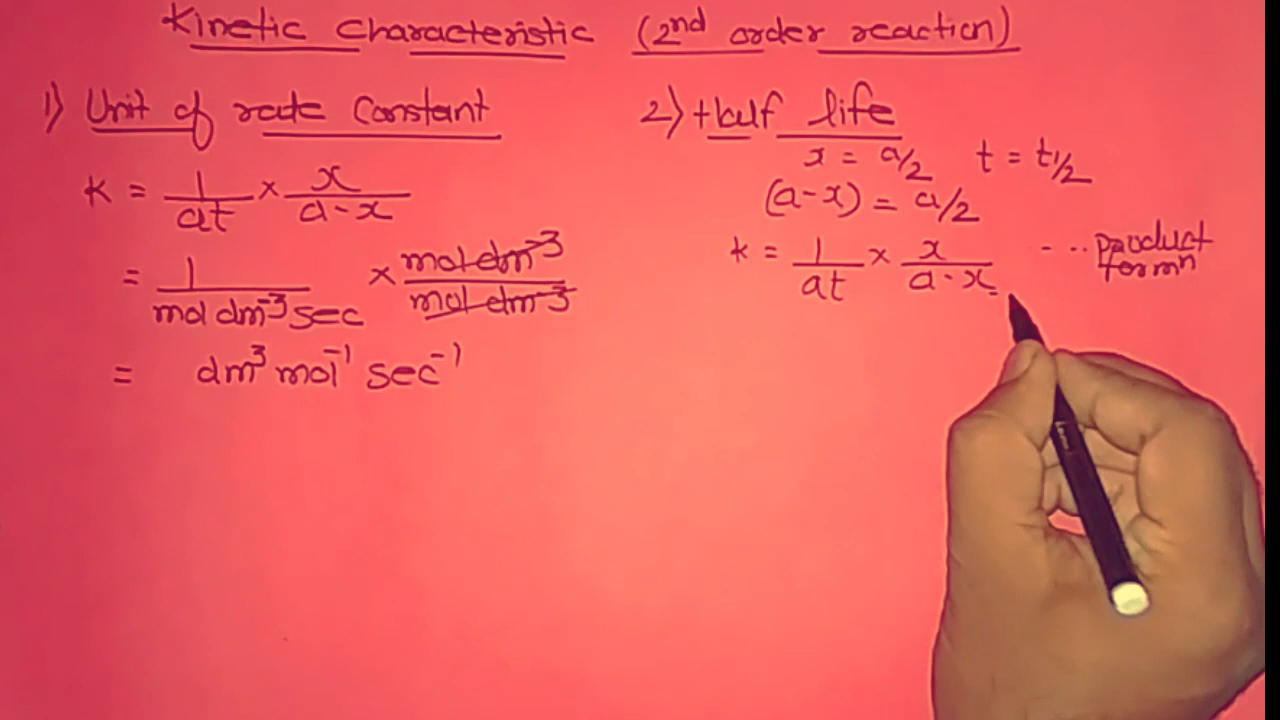 Kinetic Characteristic (2nd order reaction)
1) Unit of rate Constant
K = 1/at × x/a-x
= 1/mol dm⁻³ sec × mol dm⁻³/mol dm⁻³
= dm³ mol⁻¹ sec⁻¹
2) Half life
x = a/2 t = t1/2
(a-x) = a/2
k = 1/at × x/a-x --- product
formⁿ